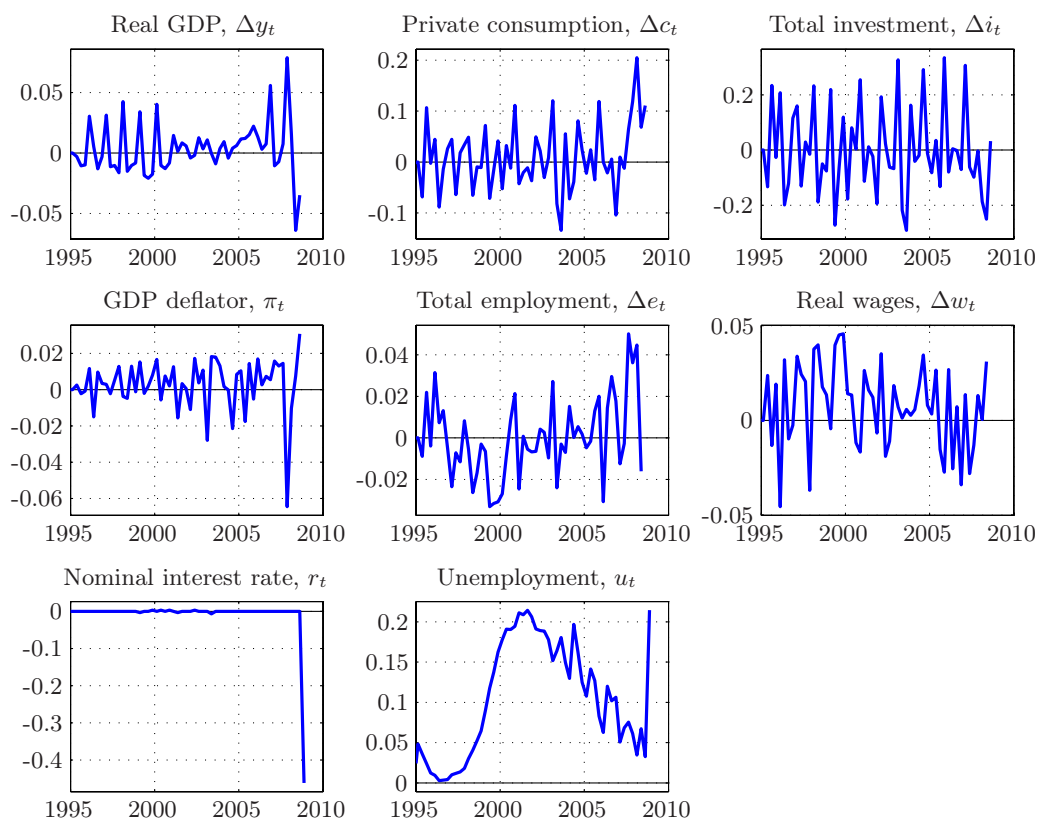 Real GDP, Δy_t
Private consumption, Δc_t
Total investment, Δi_t
0.05
0
-0.05
1995 2000 2005 2010
0.2
0.1
0
-0.1
1995 2000 2005 2010
0.2
0
-0.2
1995 2000 2005 2010
GDP deflator, π_t
Total employment, Δe_t
Real wages, Δw_t
0.02
0
-0.02
-0.04
-0.06
1995 2000 2005 2010
0.04
0.02
0
-0.02
1995 2000 2005 2010
0.05
0
-0.05
1995 2000 2005 2010
Nominal interest rate, r_t
Unemployment, u_t
0
-0.1
-0.2
-0.3
-0.4
1995 2000 2005 2010
0.2
0.15
0.1
0.05
0
1995 2000 2005 2010